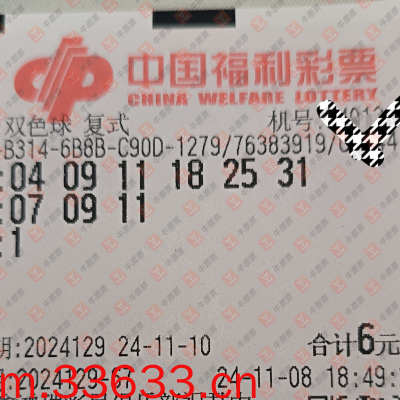 中国福利彩票
CHINA WELFARE LOTTERY
双色球 复式 机号:
-B314-6B8B-C90D-1279/76383919/
:04 09 11 18 25 31
:07 09 11
:1
期:2024129 24-11-10 合计6元
24-11-08 18:49:
m.33633.cn